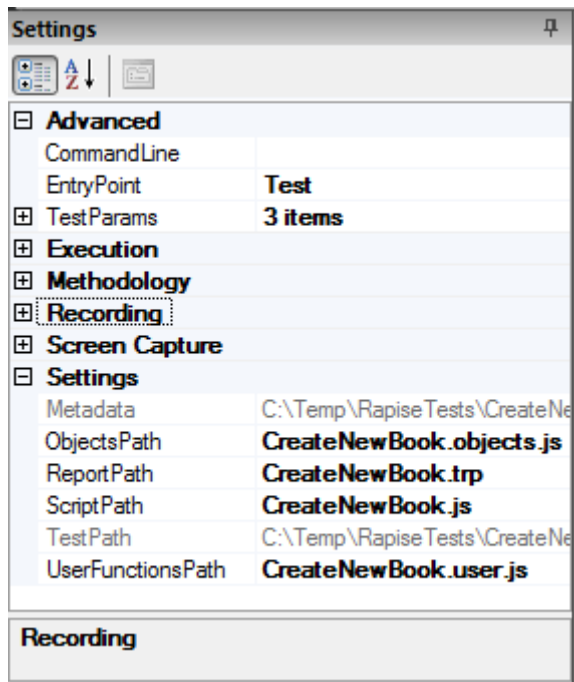 Settings
A
Z
Advanced
CommandLine
EntryPoint Test
TestParams 3 items
Execution
Methodology
Recording
Screen Capture
Settings
Metadata C:\Temp\RapiseTests\CreateNe
ObjectsPath CreateNewBook.objects.js
ReportPath CreateNewBook.trp
ScriptPath CreateNewBook.js
TestPath C:\Temp\RapiseTests\CreateNe
UserFunctionsPath CreateNewBook.user.js
Recording